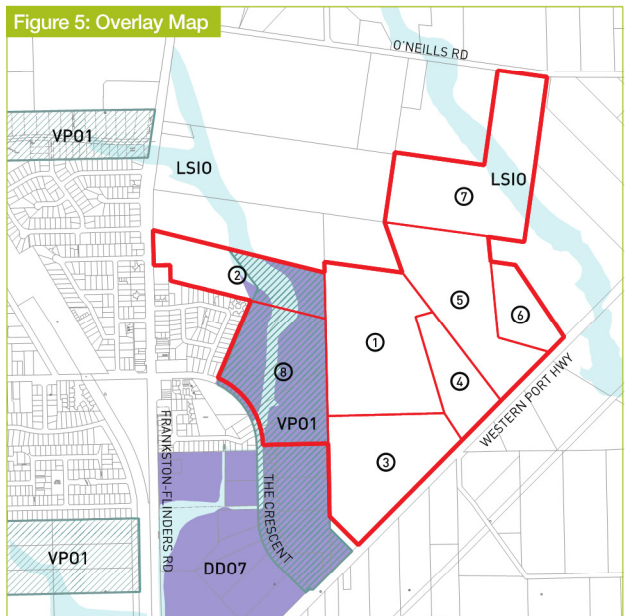 Figure 5: Overlay Map
O'NEILLS RD
VPO1
LSIO
LSIO
7
2
5
6
1
8
4
VPO1
WESTERN PORT HWY
3
FRANKSTON-FLINDERS RD
THE CRESCENT
VPO1
DDO7